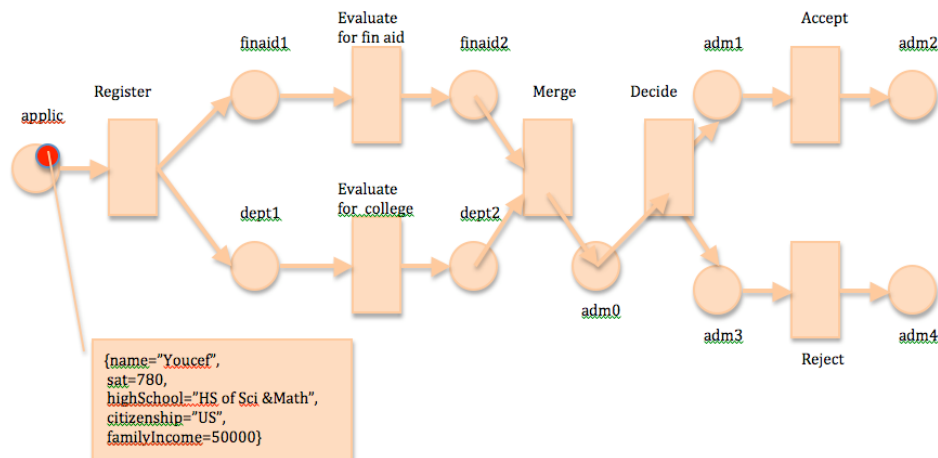 Evaluate
for fin aid
Accept
finaid1
finaid2
adm1
adm2
Register
Merge
Decide
applic
Evaluate
for college
dept1
dept2
adm0
adm3
adm4
Reject
{name=”Youcef”,
sat=780,
highSchool=”HS of Sci &Math”,
citizenship=”US”,
familyIncome=50000}